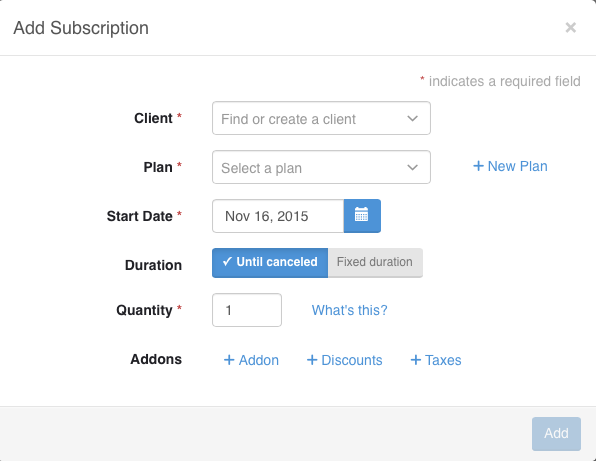 Add Subscription ×
* indicates a required field
Client * Find or create a client
Plan * Select a plan + New Plan
Start Date * Nov 16, 2015
Duration ✓ Until canceled Fixed duration
Quantity * 1 What's this?
Addons + Addon + Discounts + Taxes
Add